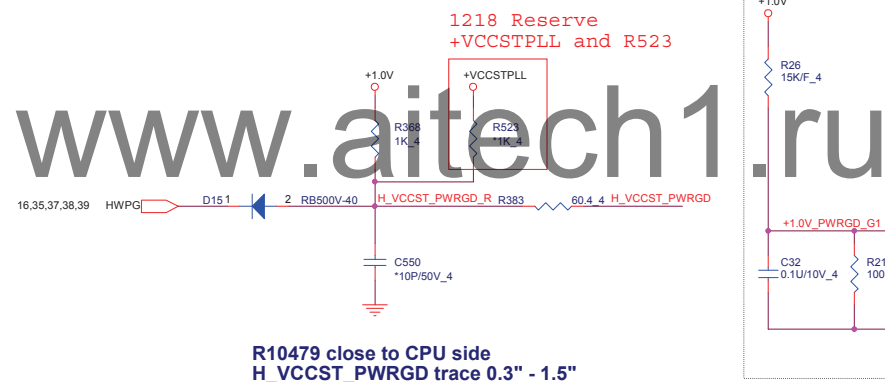 1218 Reserve
+VCCSTPLL and R523
+1.0V
+1.0V
+VCCSTPLL
R26
15K/F_4
R368
1K_4
R523
*1K_4
www.aitech1.ru
16,35,37,38,39 HWPG D15 1 2 RB500V-40 H_VCCST_PWRGD_R R383 60.4_4 H_VCCST_PWRGD
+1.0V_PWRGD_G1
C550
*10P/50V_4
C32
0.1U/10V_4
R21
100
R10479 close to CPU side
H_VCCST_PWRGD trace 0.3" - 1.5"